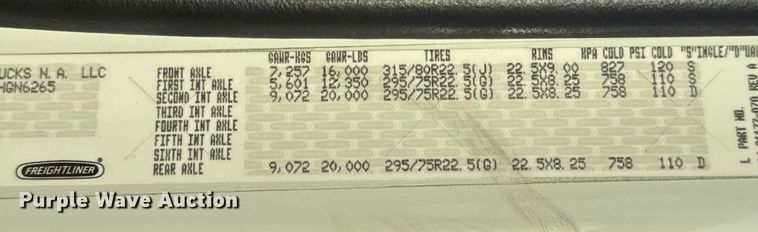 GAWR-KGS GAWR-LBS TIRES RIMS KPA COLD PSI COLD "S"INGLE/"D"UAL
UCKS N.A. LLC
HGN6265
FRONT AXLE 7,257 16,000 315/80R22.5(J) 22.5X9.00 827 120 S
FIRST INT AXLE 5,601 12,350 295/75R22.5(G) 22.5X8.25 758 110 S
SECOND INT AXLE 9,072 20,000 295/75R22.5(G) 22.5X8.25 758 110 D
THIRD INT AXLE
FOURTH INT AXLE
FIFTH INT AXLE
SIXTH INT AXLE
REAR AXLE 9,072 20,000 295/75R22.5(G) 22.5X8.25 758 110 D
FREIGHTLINER
L PART NO.
REV A
Purple Wave Auction